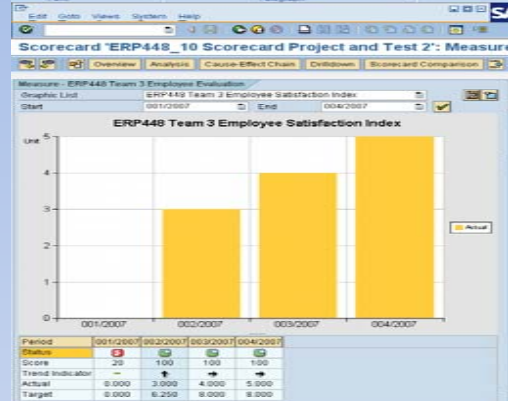 Edit Goto Views System Help
SA
Scorecard 'ERP448_10 Scorecard Project and Test 2': Measure
Overview Analysis Cause-Effect Chain Drilldown Scorecard Comparison
Measure - ERP448 Team 3 Employee Evaluation
Graphic List ERP448 Team 3 Employee Satisfaction Index
Start 001/2007 End 004/2007
ERP448 Team 3 Employee Satisfaction Index
Unit 5
4
3
2
1
0
Actual
001/2007 002/2007 003/2007 004/2007
Period 001/2007 002/2007 003/2007 004/2007
Status
Score 20 100 100 100
Trend Indicator
Actual 0.000 3.000 4.000 5.000
Target 0.000 6.250 8.000 8.000